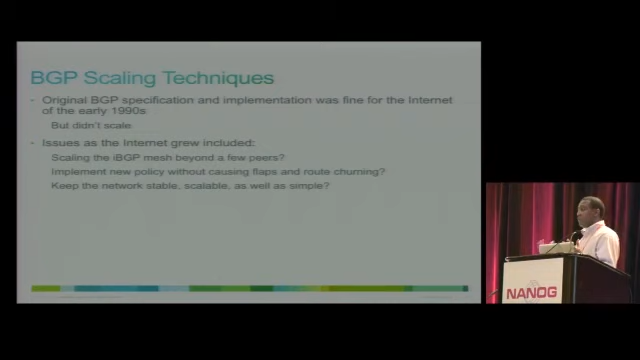 BGP Scaling Techniques
Original BGP specification and implementation was fine for the Internet
of the early 1990s
But didn't scale
Issues as the Internet grew included:
Scaling the iBGP mesh beyond a few peers?
Implement new policy without causing flaps and route churning?
Keep the network stable, scalable, as well as simple?
NANOG